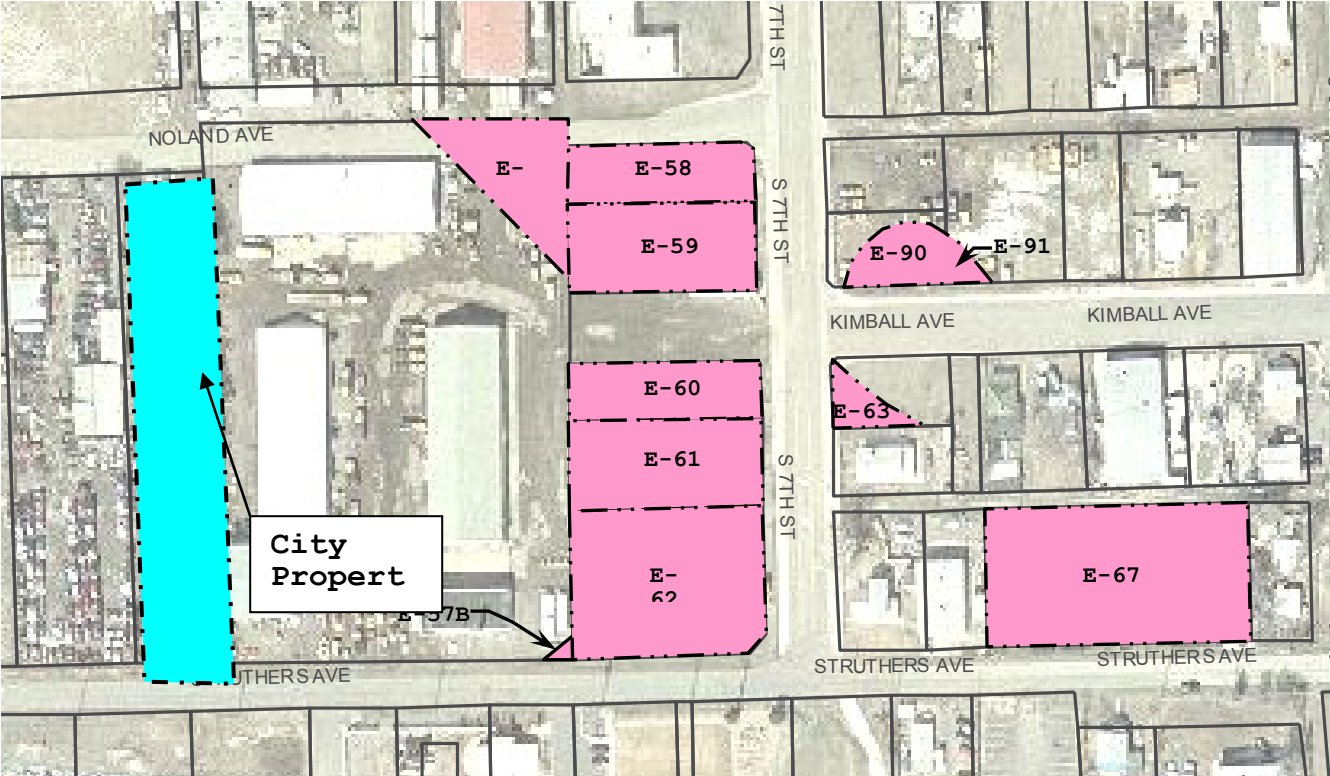 7TH ST
NOLAND AVE
E-
E-58
S 7TH ST
E-59
E-90
E-91
KIMBALL AVE
KIMBALL AVE
E-60
E-63
E-61
S 7TH ST
City
Propert
E-
62
E-67
E-57B
STRUTHERS AVE
STRUTHERS AVE
UTHERS AVE